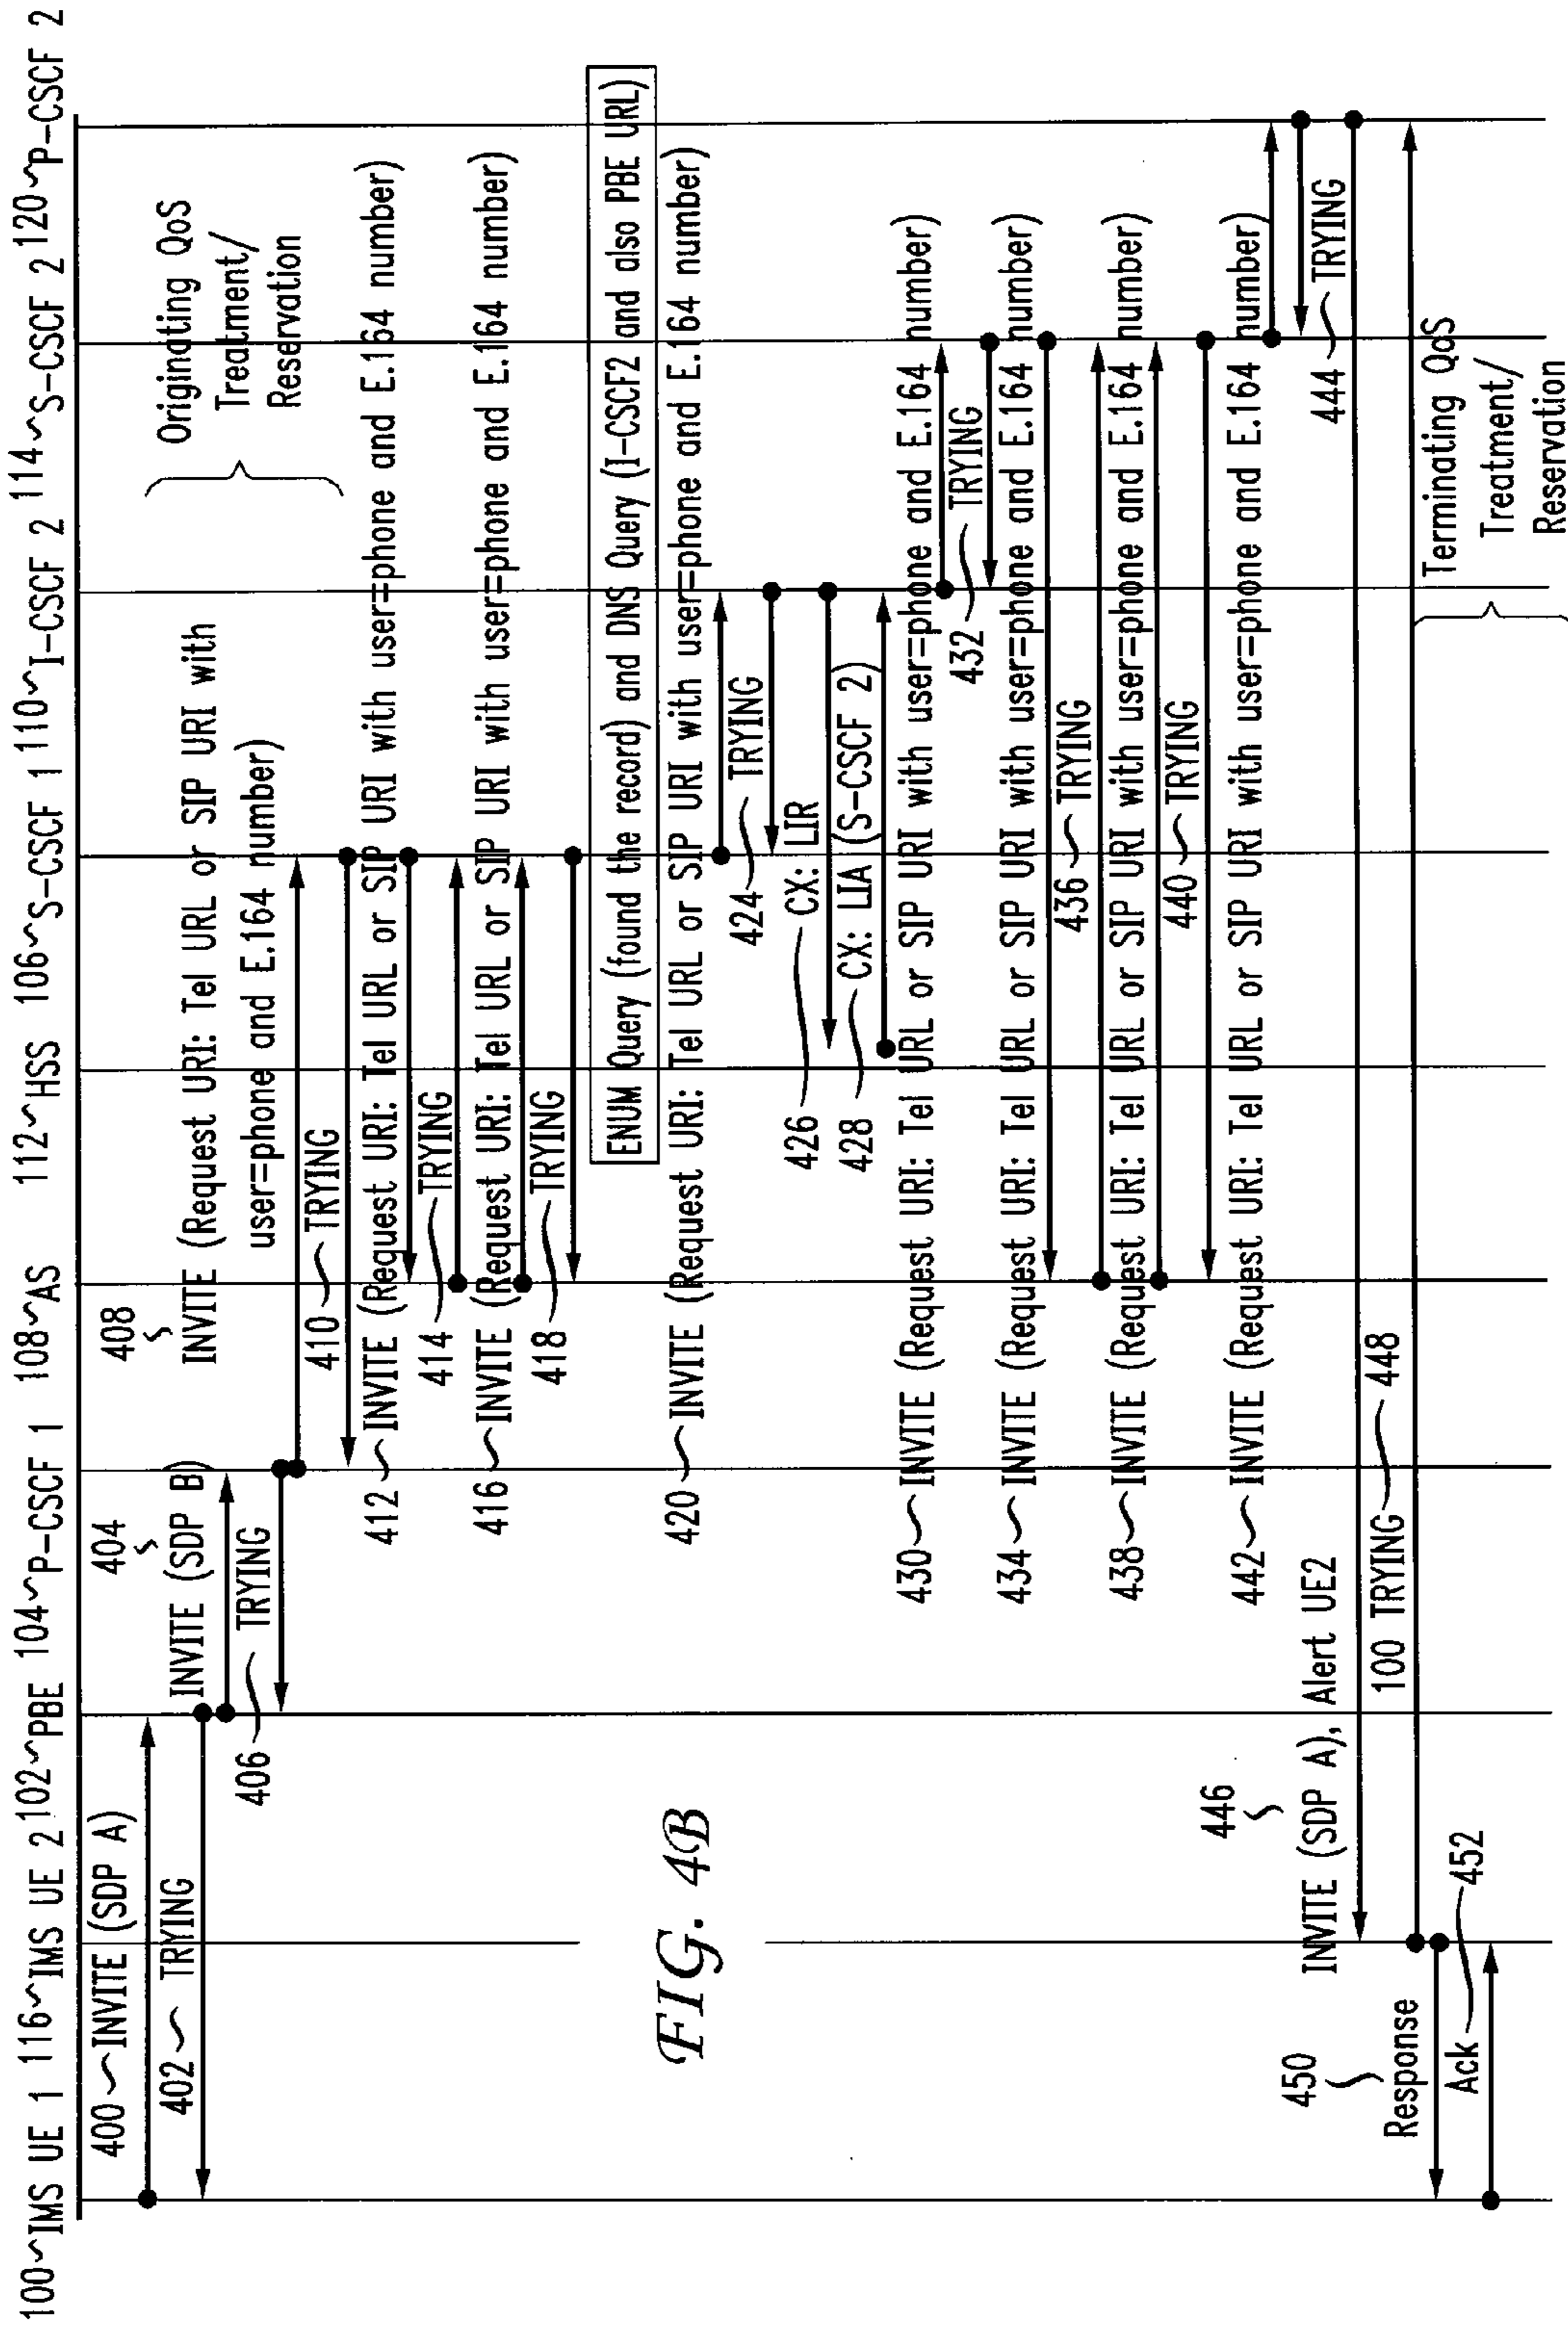 100 IMS UE 1 116 IMS UE 2 102 PBE 104 P-CSCF 1 108 AS 112 HSS 106 S-CSCF 1 110 I-CSCF 2 114 S-CSCF 2 120 P-CSCF 2
400 INVITE (SDP A)
402 TRYING
404
INVITE (SDP B)
406 TRYING
408
INVITE (Request URI: Tel URL or SIP URI with
user=phone and E.164 number)
Originating QoS
Treatment/
Reservation
410 TRYING
412 INVITE (Request URI: Tel URL or SIP URI with user=phone and E.164 number)
414 TRYING
416 INVITE (Request URI: Tel URL or SIP URI with user=phone and E.164 number)
418 TRYING
ENUM Query (found the record) and DNS Query (I-CSCF2 and also PBE URL)
420 INVITE (Request URI: Tel URL or SIP URI with user=phone and E.164 number)
424 TRYING
426 CX: LIR
428 CX: LIA (S-CSCF 2)
430 INVITE (Request URI: Tel URL or SIP URI with user=phone and E.164 number)
432 TRYING
434 INVITE (Request URI: Tel URL or SIP URI with user=phone and E.164 number)
436 TRYING
438 INVITE (Request URI: Tel URL or SIP URI with user=phone and E.164 number)
440 TRYING
442 INVITE (Request URI: Tel URL or SIP URI with user=phone and E.164 number)
444 TRYING
446
INVITE (SDP A), Alert UE2
100 TRYING 448
Terminating QoS
Treatment/
Reservation
450
Response
Ack 452
FIG. 4B